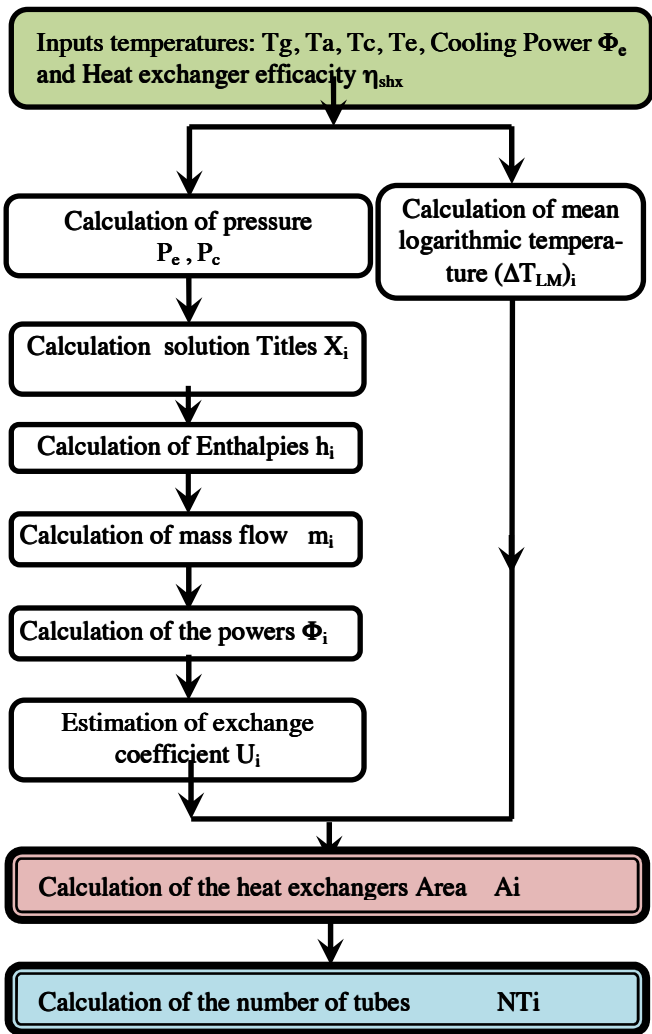 Inputs temperatures: Tg, Ta, Tc, Te, Cooling Power Φₑ
and Heat exchanger efficacity ηshx
Calculation of pressure
Pₑ , P꜀
Calculation of mean
logarithmic tempera-
ture (ΔTLM)ᵢ
Calculation solution Titles Xᵢ
Calculation of Enthalpies hᵢ
Calculation of mass flow mᵢ
Calculation of the powers Φᵢ
Estimation of exchange
coefficient Uᵢ
Calculation of the heat exchangers Area Ai
Calculation of the number of tubes NTi